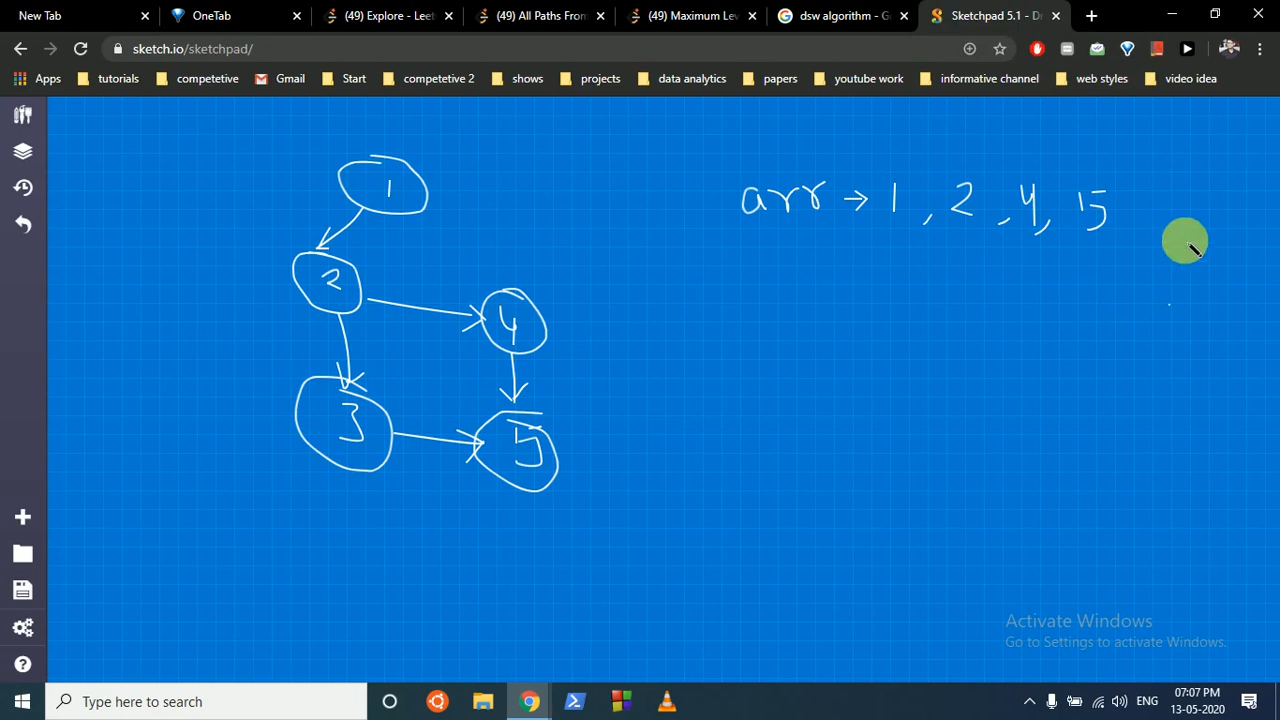 New Tab
OneTab
(49) Explore - Leet
(49) All Paths From
(49) Maximum Lev
dsw algorithm - G
Sketchpad 5.1 - Dr
sketch.io/sketchpad/
Apps
tutorials
competetive
Gmail
Start
competetive 2
shows
projects
data analytics
papers
youtube work
informative channel
web styles
video idea
1
arr → 1, 2, 4, 5
2
4
3
5
Activate Windows
Go to Settings to activate Windows.
Type here to search
ENG
07:07 PM
13-05-2020